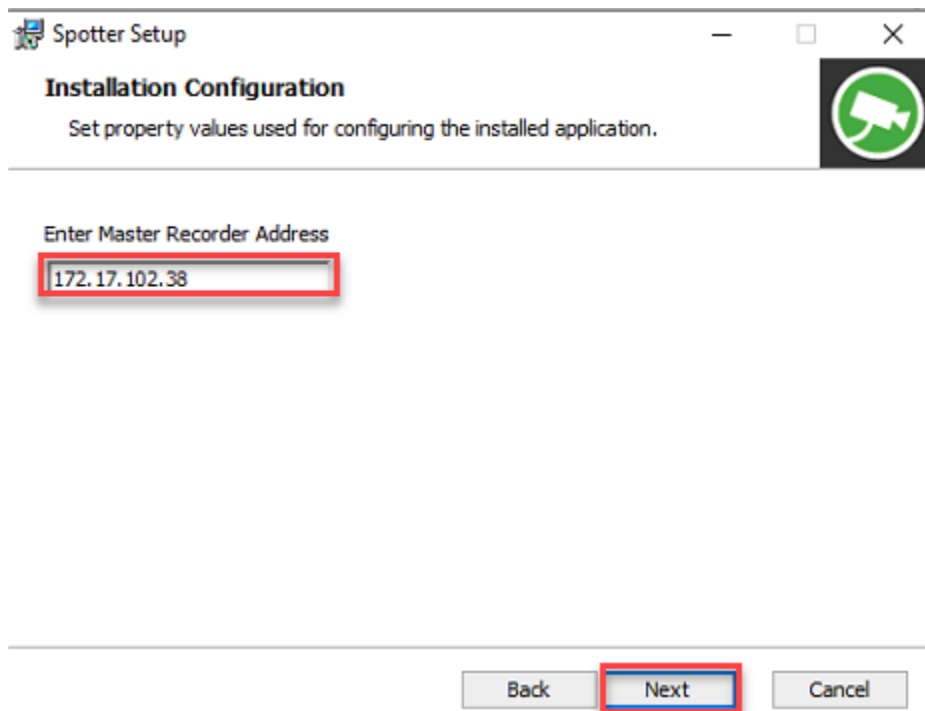 Spotter Setup
Installation Configuration
Set property values used for configuring the installed application.
Enter Master Recorder Address
172.17.102.38
Back Next Cancel